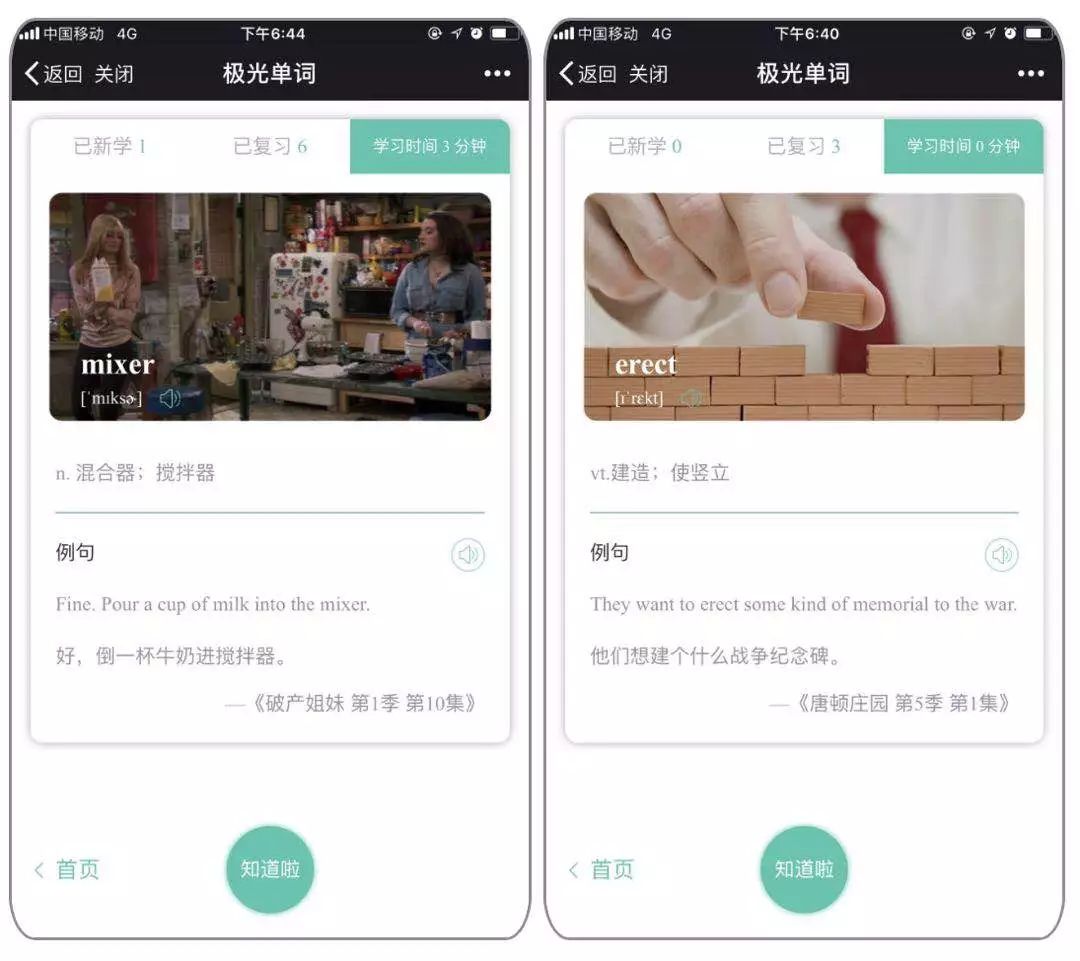 中国移动 4G 下午6:44
返回 关闭 极光单词
已新学 1 已复习 6 学习时间 3 分钟
mixer
[ˈmɪksɚ]
n. 混合器；搅拌器
例句
Fine. Pour a cup of milk into the mixer.
好，倒一杯牛奶进搅拌器。
—《破产姐妹 第1季 第10集》
首页 知道啦
中国移动 4G 下午6:40
返回 关闭 极光单词
已新学 0 已复习 3 学习时间 0 分钟
erect
[ɪˈrɛkt]
vt.建造；使竖立
例句
They want to erect some kind of memorial to the war.
他们想建个什么战争纪念碑。
—《唐顿庄园 第5季 第1集》
首页 知道啦